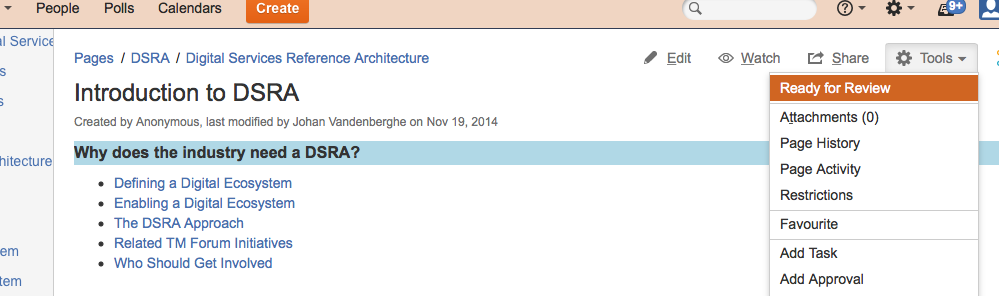 People Polls Calendars Create 9+
al Service
Pages / DSRA / Digital Services Reference Architecture Edit Watch Share Tools
s
Introduction to DSRA Ready for Review
s
Created by Anonymous, last modified by Johan Vandenberghe on Nov 19, 2014 Attachments (0)
Page History
Why does the industry need a DSRA?
hitecture
Page Activity
Defining a Digital Ecosystem
Restrictions
Enabling a Digital Ecosystem
The DSRA Approach Favourite
Related TM Forum Initiatives
em Add Task
Who Should Get Involved
tem Add Approval